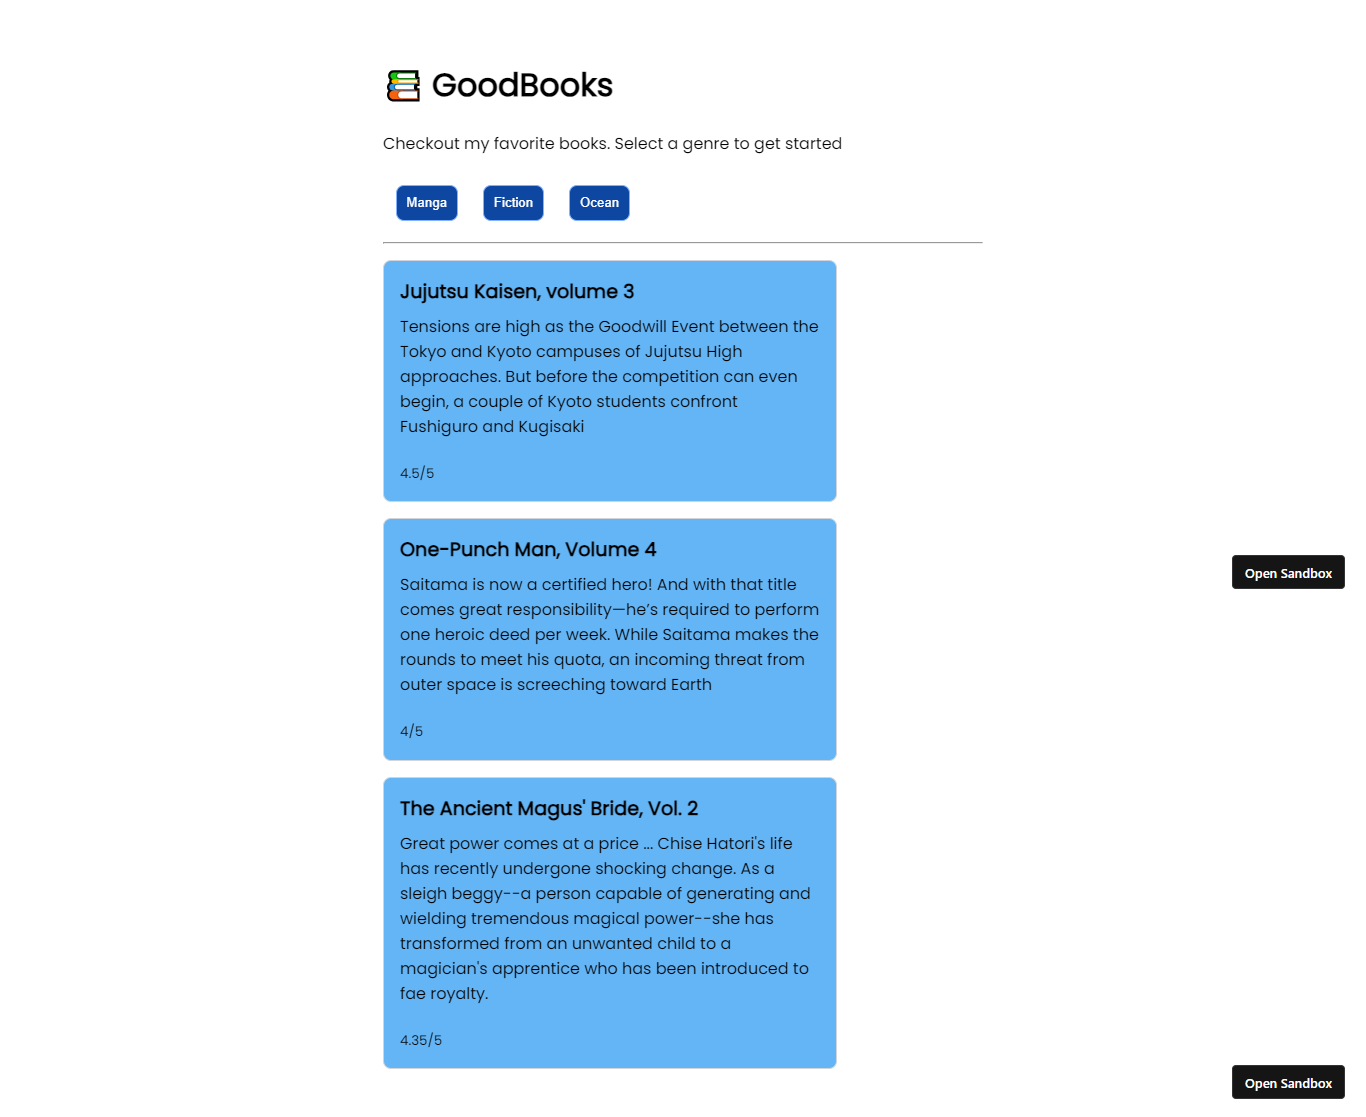 GoodBooks
Checkout my favorite books. Select a genre to get started
Manga
Fiction
Ocean
Jujutsu Kaisen, volume 3
Tensions are high as the Goodwill Event between the
Tokyo and Kyoto campuses of Jujutsu High
approaches. But before the competition can even
begin, a couple of Kyoto students confront
Fushiguro and Kugisaki
4.5/5
One-Punch Man, Volume 4
Saitama is now a certified hero! And with that title
comes great responsibility—he’s required to perform
one heroic deed per week. While Saitama makes the
rounds to meet his quota, an incoming threat from
outer space is screeching toward Earth
4/5
Open Sandbox
The Ancient Magus' Bride, Vol. 2
Great power comes at a price ... Chise Hatori's life
has recently undergone shocking change. As a
sleigh beggy--a person capable of generating and
wielding tremendous magical power--she has
transformed from an unwanted child to a
magician's apprentice who has been introduced to
fae royalty.
4.35/5
Open Sandbox